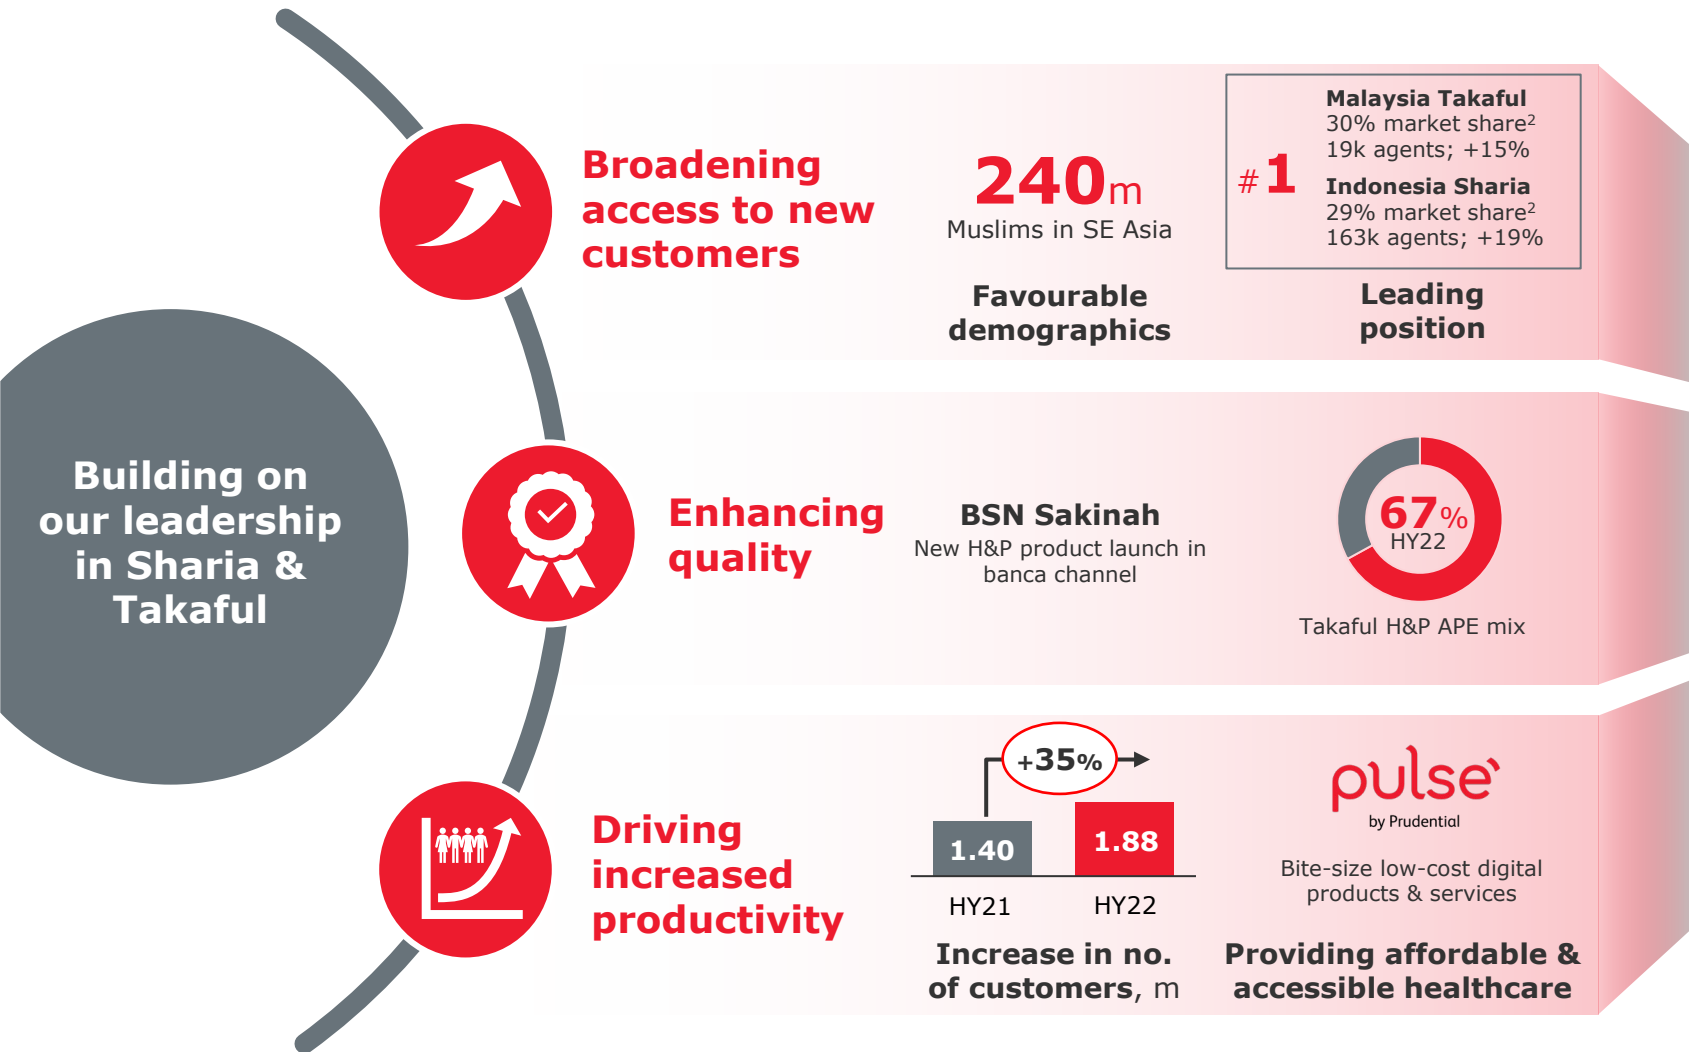 Building on
our leadership
in Sharia &
Takaful
Broadening
access to new
customers
240m
Muslims in SE Asia
Favourable
demographics
#1
Malaysia Takaful
30% market share²
19k agents; +15%
Indonesia Sharia
29% market share²
163k agents; +19%
Leading
position
Enhancing
quality
BSN Sakinah
New H&P product launch in
banca channel
67%
HY22
Takaful H&P APE mix
Driving
increased
productivity
+35%
1.40
1.88
HY21
HY22
Increase in no.
of customers, m
pulse
by Prudential
Bite-size low-cost digital
products & services
Providing affordable &
accessible healthcare